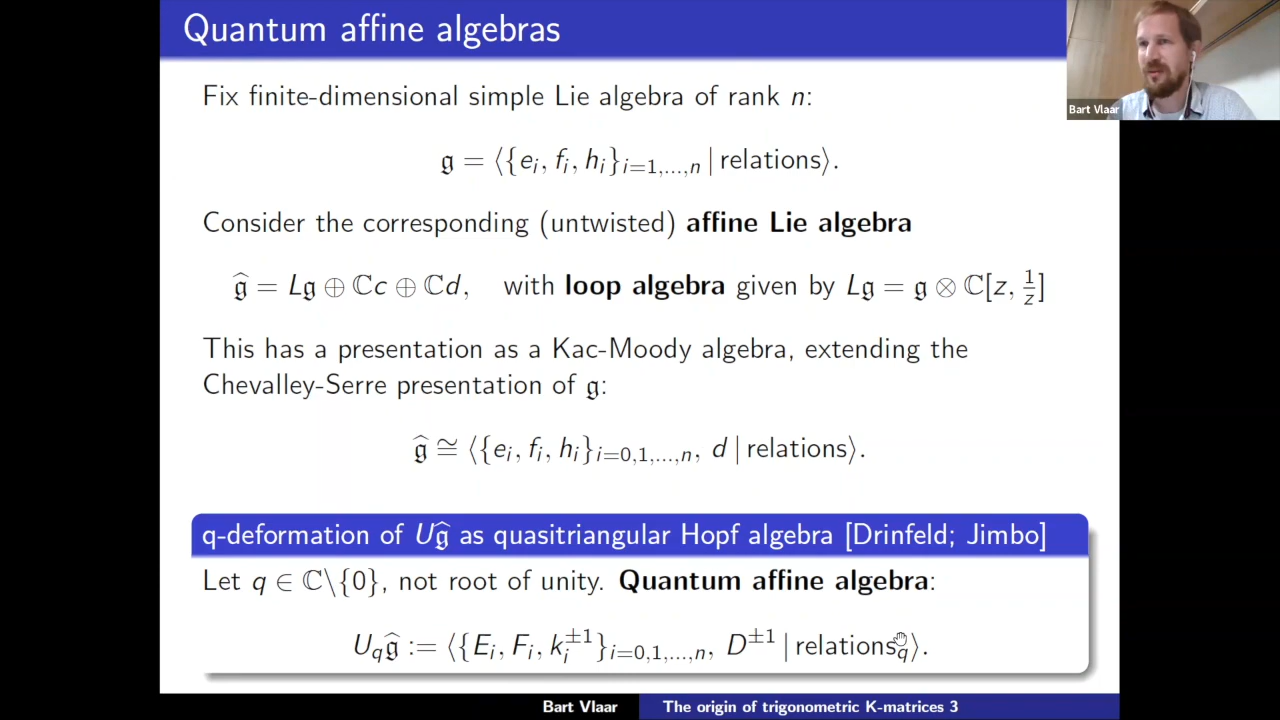 Quantum affine algebras
Bart Vlaar
Fix finite-dimensional simple Lie algebra of rank n:
𝔤 = ⟨{e_i, f_i, h_i}_{i=1,...,n} | relations⟩.
Consider the corresponding (untwisted) affine Lie algebra
𝔤̂ = L𝔤 ⊕ ℂc ⊕ ℂd, with loop algebra given by L𝔤 = 𝔤 ⊗ ℂ[z, 1/z]
This has a presentation as a Kac-Moody algebra, extending the
Chevalley-Serre presentation of 𝔤:
𝔤̂ ≅ ⟨{e_i, f_i, h_i}_{i=0,1,...,n}, d | relations⟩.
q-deformation of U𝔤̂ as quasitriangular Hopf algebra [Drinfeld; Jimbo]
Let q ∈ ℂ\{0}, not root of unity. Quantum affine algebra:
U_q𝔤̂ := ⟨{E_i, F_i, k_i^{±1}}_{i=0,1,...,n}, D^{±1} | relations_q⟩.
Bart Vlaar The origin of trigonometric K-matrices 3